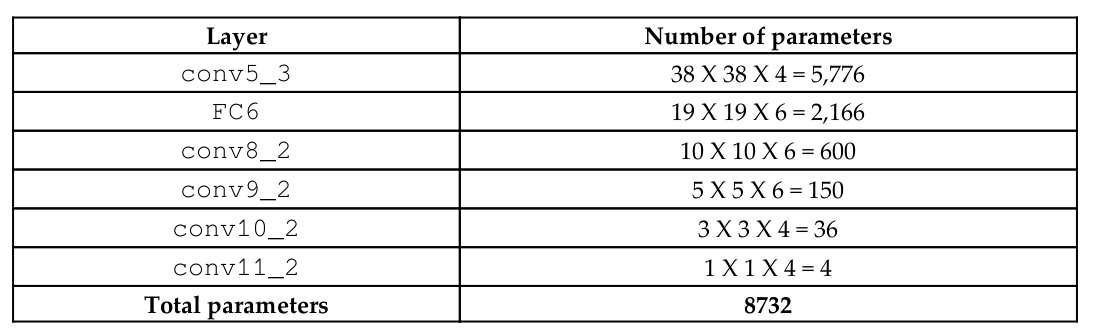 Layer Number of parameters
conv5_3 38 X 38 X 4 = 5,776
FC6 19 X 19 X 6 = 2,166
conv8_2 10 X 10 X 6 = 600
conv9_2 5 X 5 X 6 = 150
conv10_2 3 X 3 X 4 = 36
conv11_2 1 X 1 X 4 = 4
Total parameters 8732